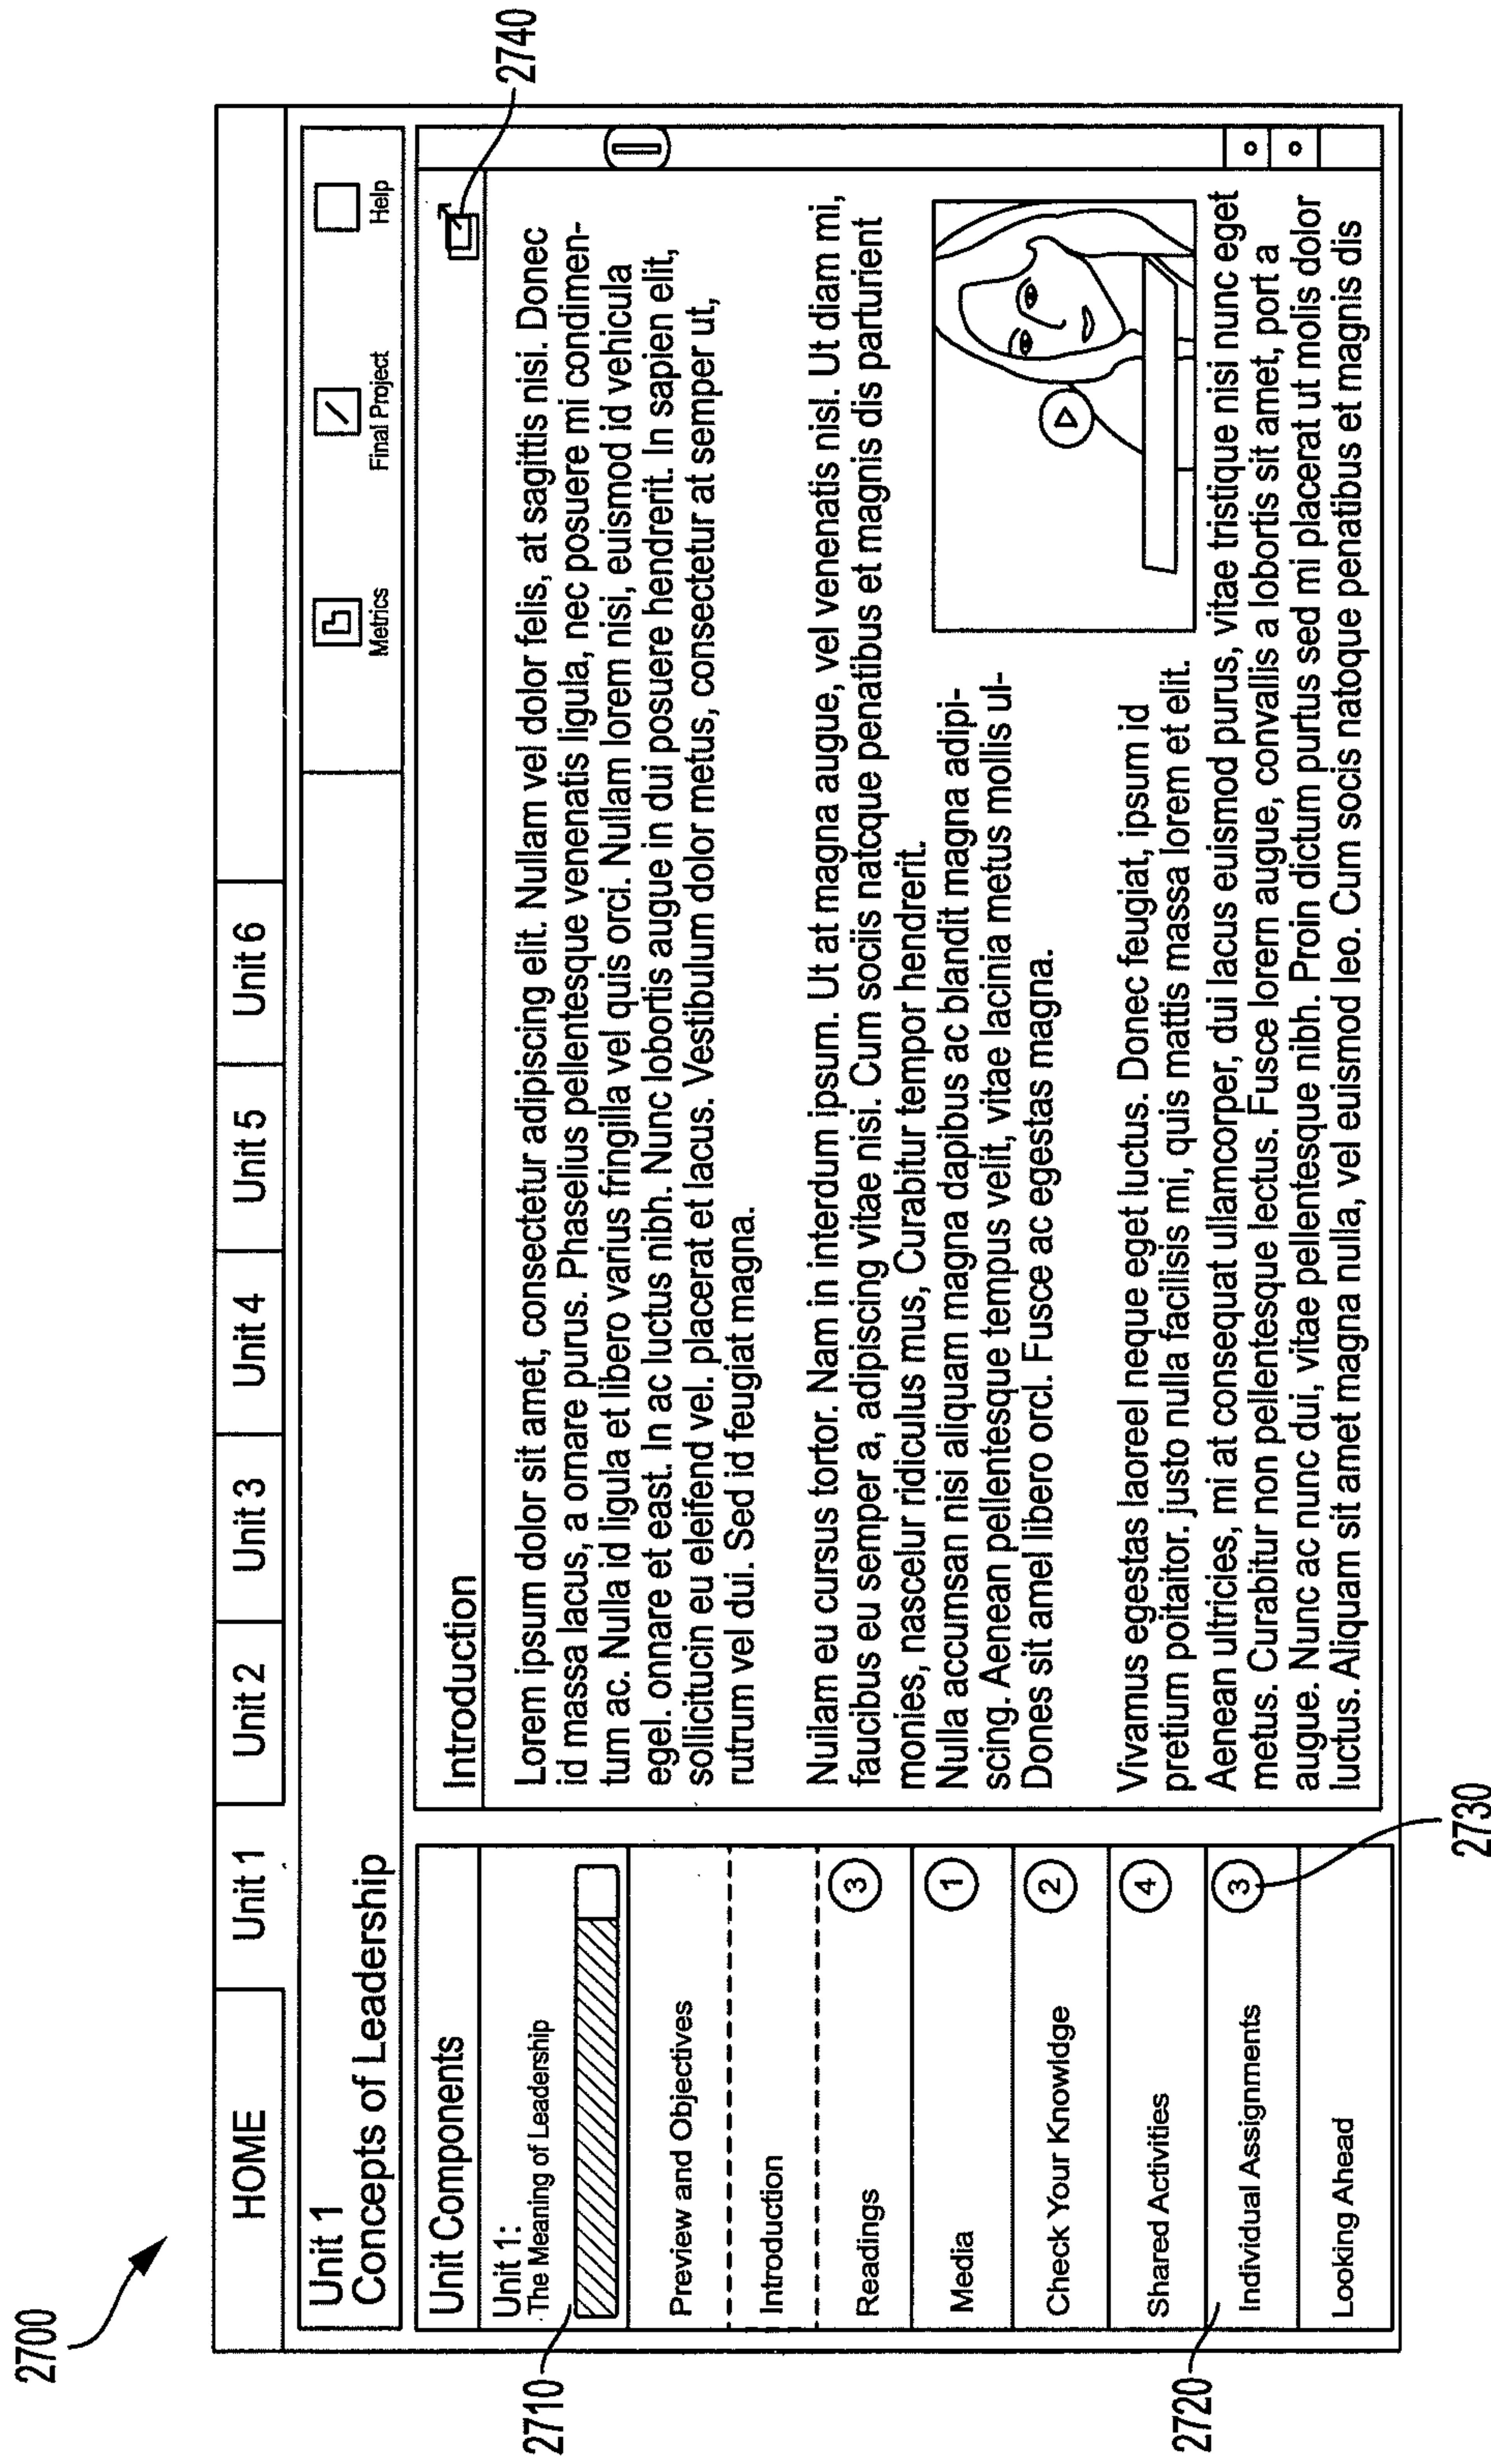 2700
HOME
Unit 1
Unit 2
Unit 3
Unit 4
Unit 5
Unit 6
Unit 1
Concepts of Leadership
Metrics
Final Project
Help
Unit Components
Unit 1:
The Meaning of Leadership
2710
Preview and Objectives
Introduction
Readings
3
Media
1
Check Your Knowldge
2
Shared Activities
4
2720
Individual Assignments
3
2730
Looking Ahead
Introduction
2740
Lorem ipsum dolor sit amet, consectetur adipiscing elit. Nullam vel dolor felis, at sagittis nisi. Donec
id massa lacus, a ornare purus. Phaselius pellentesque venenatis ligula, nec posuere mi condimen-
tum ac. Nulla id ligula et libero varius fringilla vel quis orci. Nullam lorem nisi, euismod id vehicula
egel. onnare et east. In ac luctus nibh. Nunc lobortis augue in dui posuere hendrerit. In sapien elit,
sollicitucin eu eleifend vel. placerat et lacus. Vestibulum dolor metus, consectetur at semper ut,
rutrum vel dui. Sed id feugiat magna.
Nuilam eu cursus tortor. Nam in interdum ipsum. Ut at magna augue, vel venenatis nisl. Ut diam mi,
faucibus eu semper a, adipiscing vitae nisi. Cum sociis natcque penatibus et magnis dis parturient
monies, nascelur ridiculus mus, Curabitur tempor hendrerit.
Nulla accumsan nisi aliquam magna dapibus ac blandit magna adipi-
scing. Aenean pellentesque tempus velit, vitae lacinia metus mollis ul-
Dones sit amel libero orcl. Fusce ac egestas magna.
Vivamus egestas laoreel neque eget luctus. Donec feugiat, ipsum id
pretium poitaitor. justo nulla facilisis mi, quis mattis massa lorem et elit.
Aenean ultricies, mi at consequat ullamcorper, dui lacus euismod purus, vitae tristique nisi nunc eget
metus. Curabitur non pellentesque lectus. Fusce lorem augue, convallis a lobortis sit amet, port a
augue. Nunc ac nunc dui, vitae pellentesque nibh. Proin dictum purtus sed mi placerat ut molis dolor
luctus. Aliquam sit amet magna nulla, vel euismod leo. Cum socis natoque penatibus et magnis dis